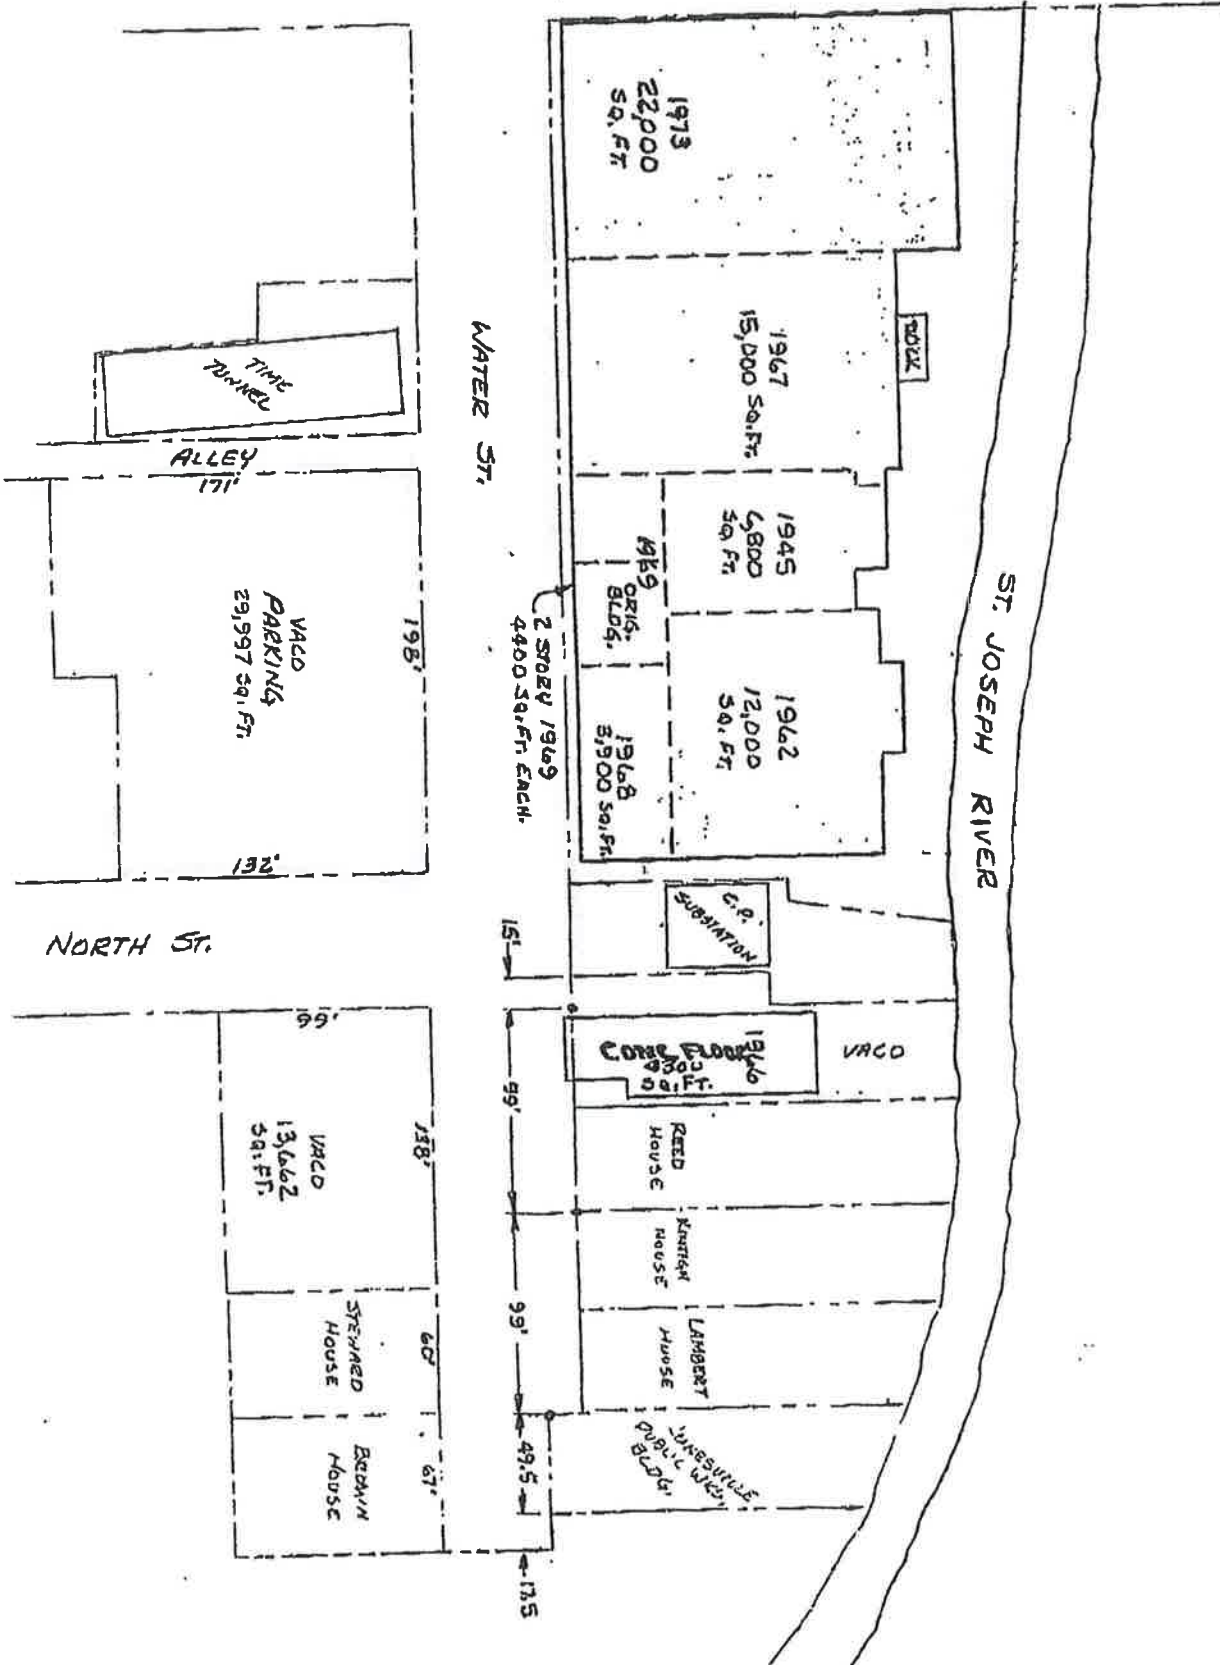 1973
22,000
SQ. FT.
1967
15,000 SQ. FT.
DOCK
1945
6,800
SQ. FT.
1969
ORIG.
BLDG.
1962
12,000
SQ. FT.
1968
3,900 SQ. FT.
2 STORY 1969
4400 SQ. FT. EACH.
ST. JOSEPH RIVER
WATER ST.
TIME
TUNNEL
ALLEY
171'
198'
VACO
PARKING
29,997 SQ. FT.
132'
NORTH ST.
C.P.
SUBSTATION
15'
1966
CONC FLOOR
SQ. FT.
VACO
99'
99'
138'
VACO
13,662
SQ. FT.
REED
HOUSE
HOUSE
99'
LAMBERT
HOUSE
60'
STEWARD
HOUSE
67'
BROWN
HOUSE
49.5
PUBLIC WKS.
BLDG.
17.5